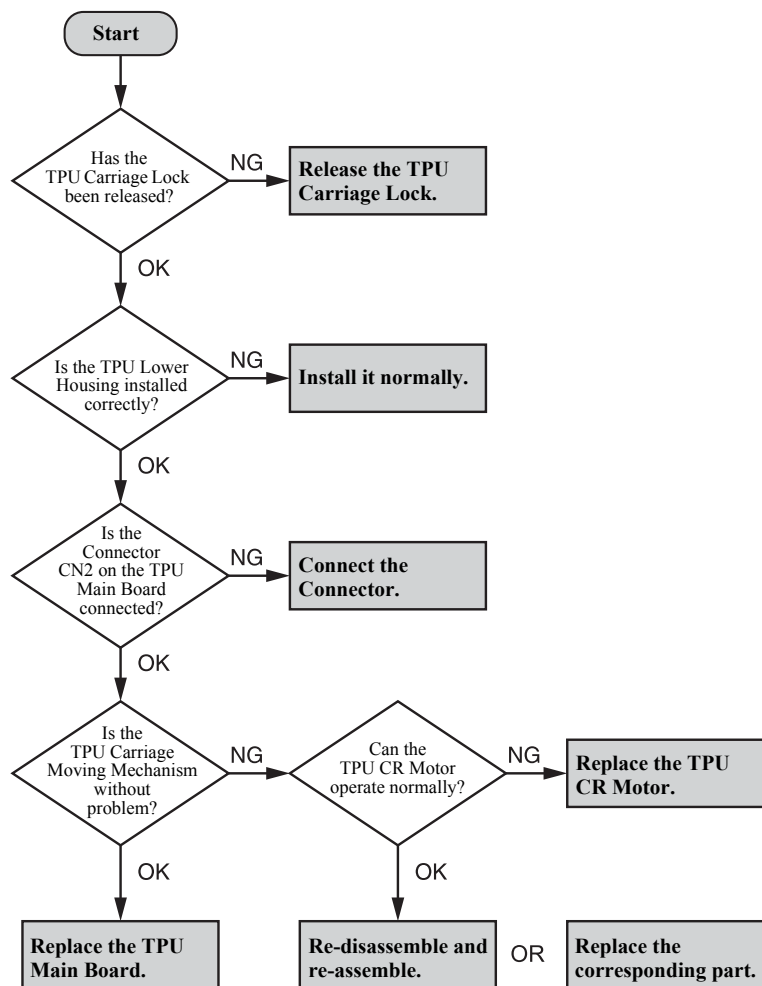 Start
Has the
TPU Carriage Lock
been released?
NG
Release the TPU
Carriage Lock.
OK
Is the TPU Lower
Housing installed
correctly?
NG
Install it normally.
OK
Is the
Connector
CN2 on the TPU
Main Board
connected?
NG
Connect the
Connector.
OK
Is the
TPU Carriage
Moving Mechanism
without
problem?
NG
Can the
TPU CR Motor
operate normally?
NG
Replace the TPU
CR Motor.
OK
OK
Replace the TPU
Main Board.
Re-disassemble and
re-assemble.
OR
Replace the
corresponding part.